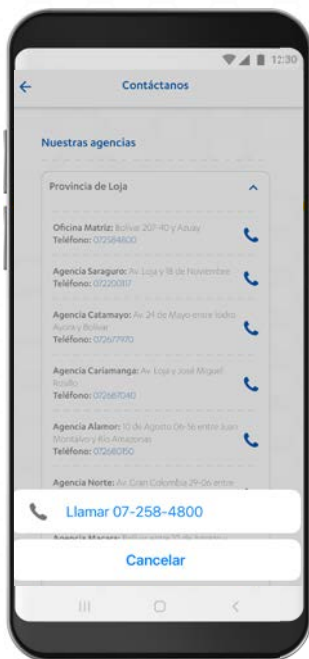 12:30
Contáctanos
Nuestras agencias
Provincia de Loja
Oficina Matriz: Bolívar 207-40 y Azuay
Teléfono: 072584800
Agencia Saraguro: Av. Loja y 18 de Noviembre
Teléfono: 072200317
Agencia Catamayo: Av. 24 de Mayo entre Isidro
Ayora y Bolívar
Teléfono: 072677970
Agencia Cariamanga: Av. Loja y José Miguel
Rosillo
Teléfono: 072687040
Agencia Alamor: 10 de Agosto 06-56 entre Juan
Montalvo y Río Amazonas
Teléfono: 072680150
Agencia Norte: Av. Gran Colombia 29-06 entre
Llamar 07-258-4800
Agencia Macará:
Cancelar